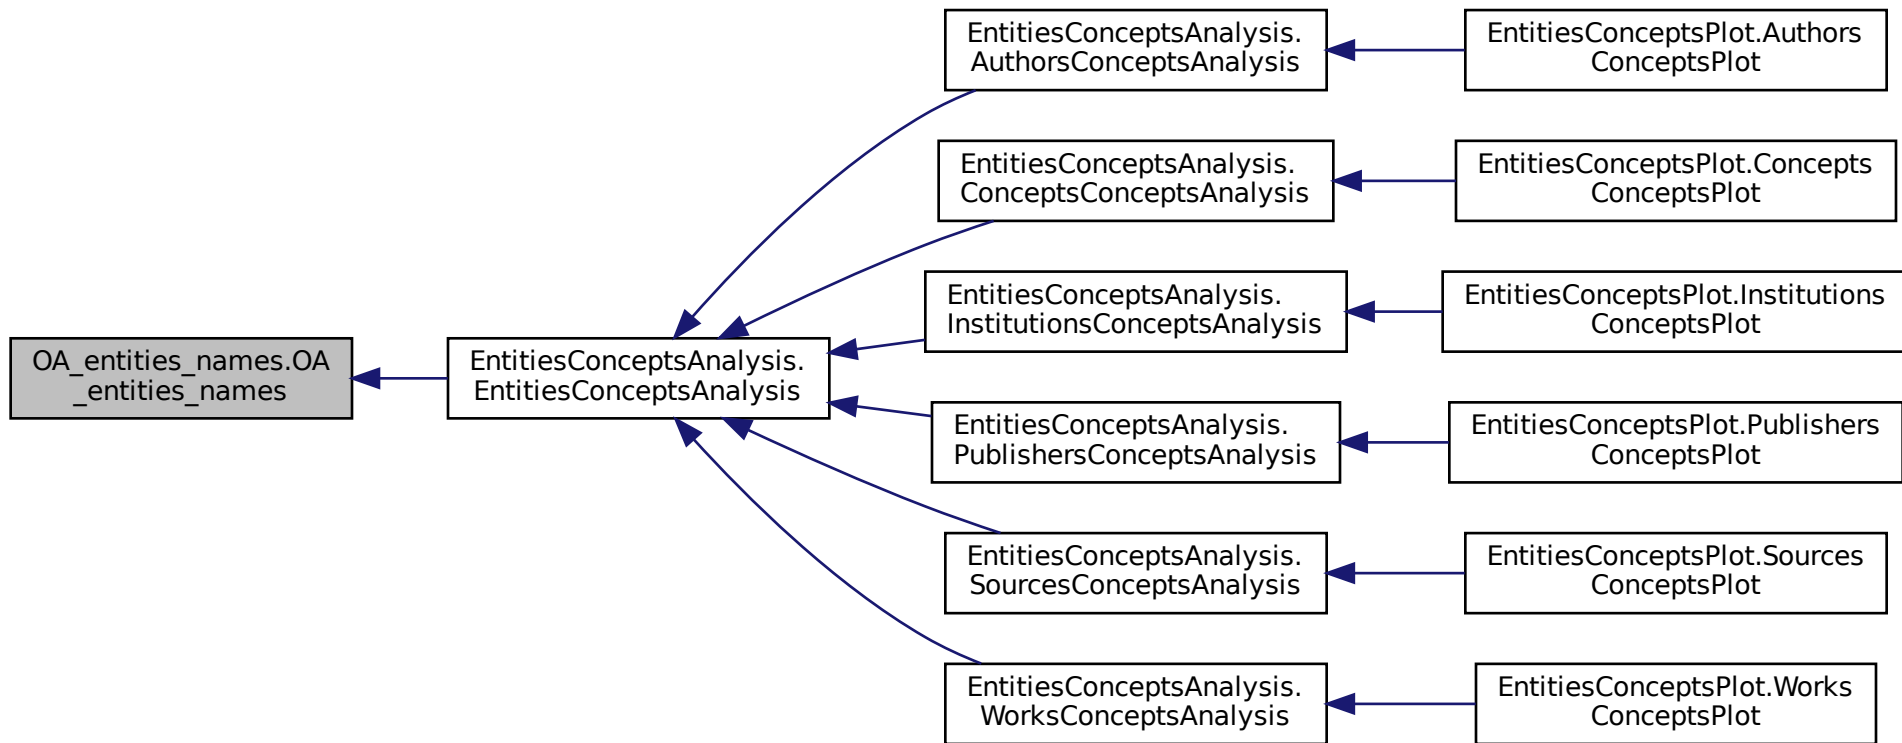 OA_entities_names.OA
_entities_names
EntitiesConceptsAnalysis.
EntitiesConceptsAnalysis
EntitiesConceptsAnalysis.
AuthorsConceptsAnalysis
EntitiesConceptsPlot.Authors
ConceptsPlot
EntitiesConceptsAnalysis.
ConceptsConceptsAnalysis
EntitiesConceptsPlot.Concepts
ConceptsPlot
EntitiesConceptsAnalysis.
InstitutionsConceptsAnalysis
EntitiesConceptsPlot.Institutions
ConceptsPlot
EntitiesConceptsAnalysis.
PublishersConceptsAnalysis
EntitiesConceptsPlot.Publishers
ConceptsPlot
EntitiesConceptsAnalysis.
SourcesConceptsAnalysis
EntitiesConceptsPlot.Sources
ConceptsPlot
EntitiesConceptsAnalysis.
WorksConceptsAnalysis
EntitiesConceptsPlot.Works
ConceptsPlot